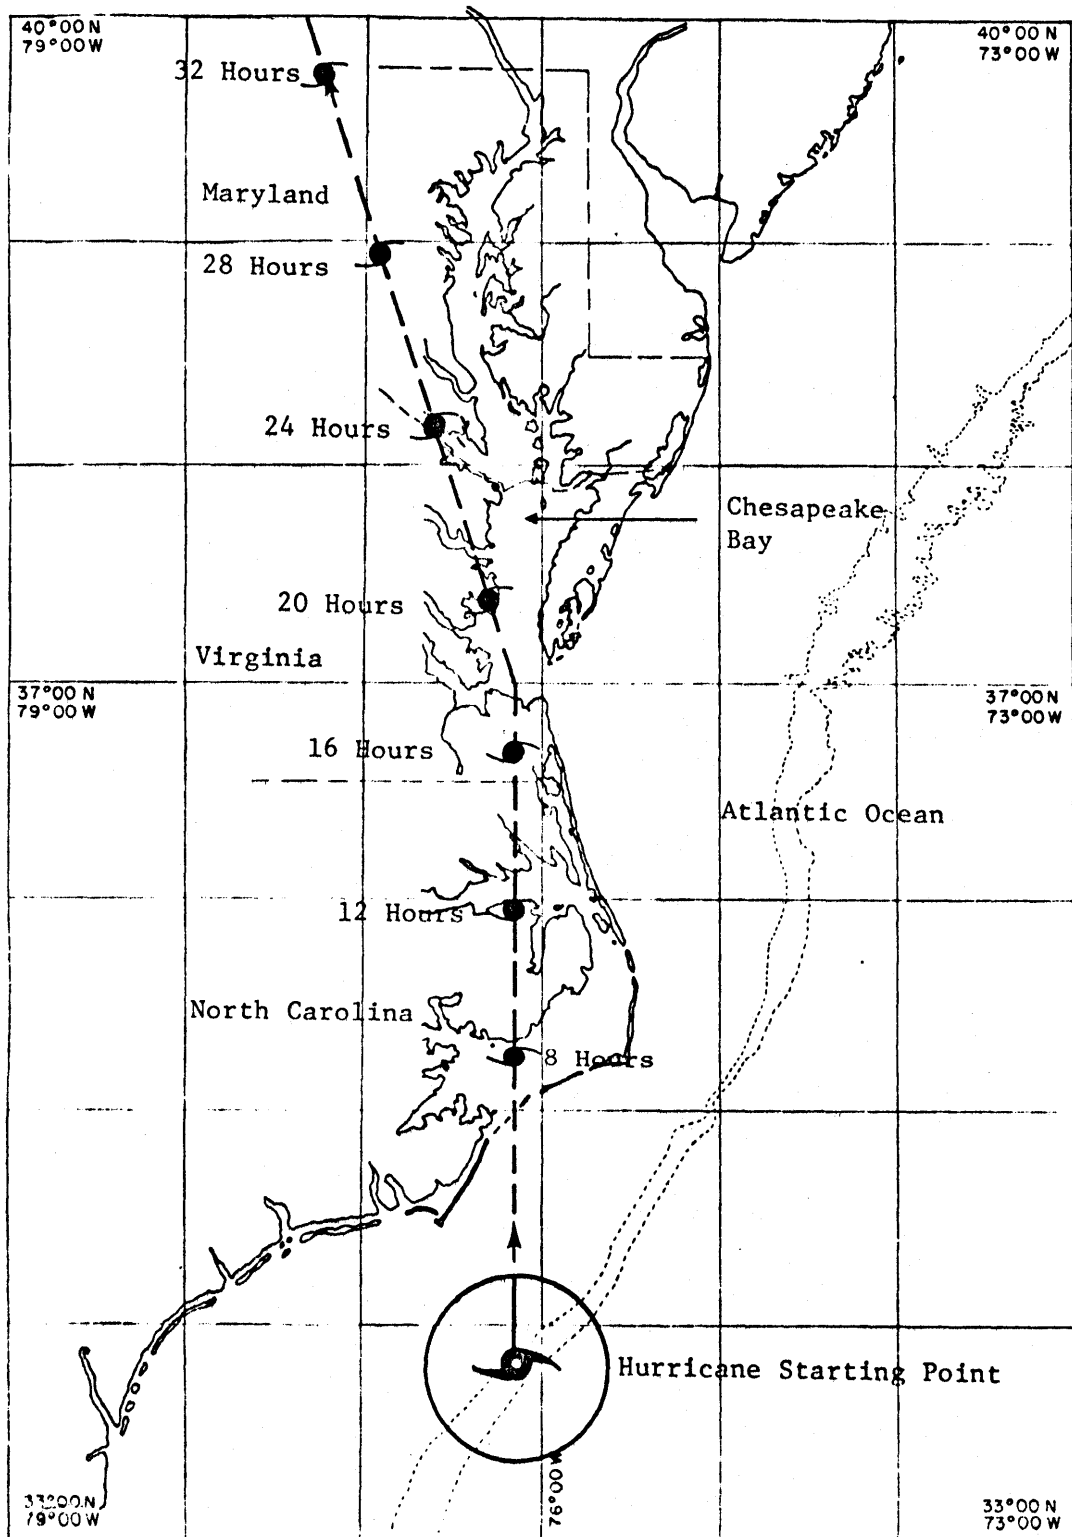 40°00 N
79°00 W
40°00 N
73°00 W
32 Hours
Maryland
28 Hours
24 Hours
Chesapeake
Bay
20 Hours
Virginia
37°00 N
79°00 W
37°00 N
73°00 W
16 Hours
Atlantic Ocean
12 Hours
North Carolina
8 Hours
Hurricane Starting Point
76°00 W
33°00 N
79°00 W
33°00 N
73°00 W